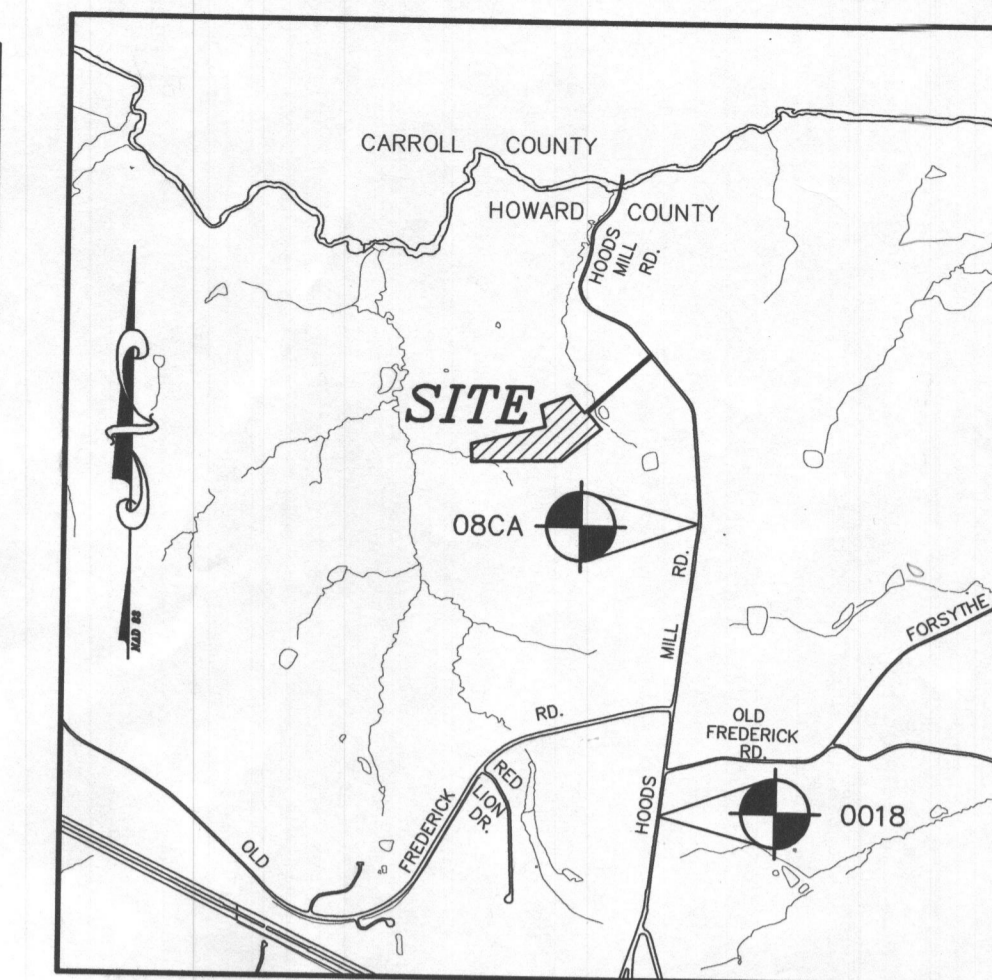 CARROLL COUNTY
HOWARD COUNTY
HOODS
MILL
RD.
SITE
08CA
RD.
NAD 83
FORSYTHE
MILL
RD.
OLD
FREDERICK
RD.
RED
LION
DR.
HOODS
0018
FREDERICK
OLD